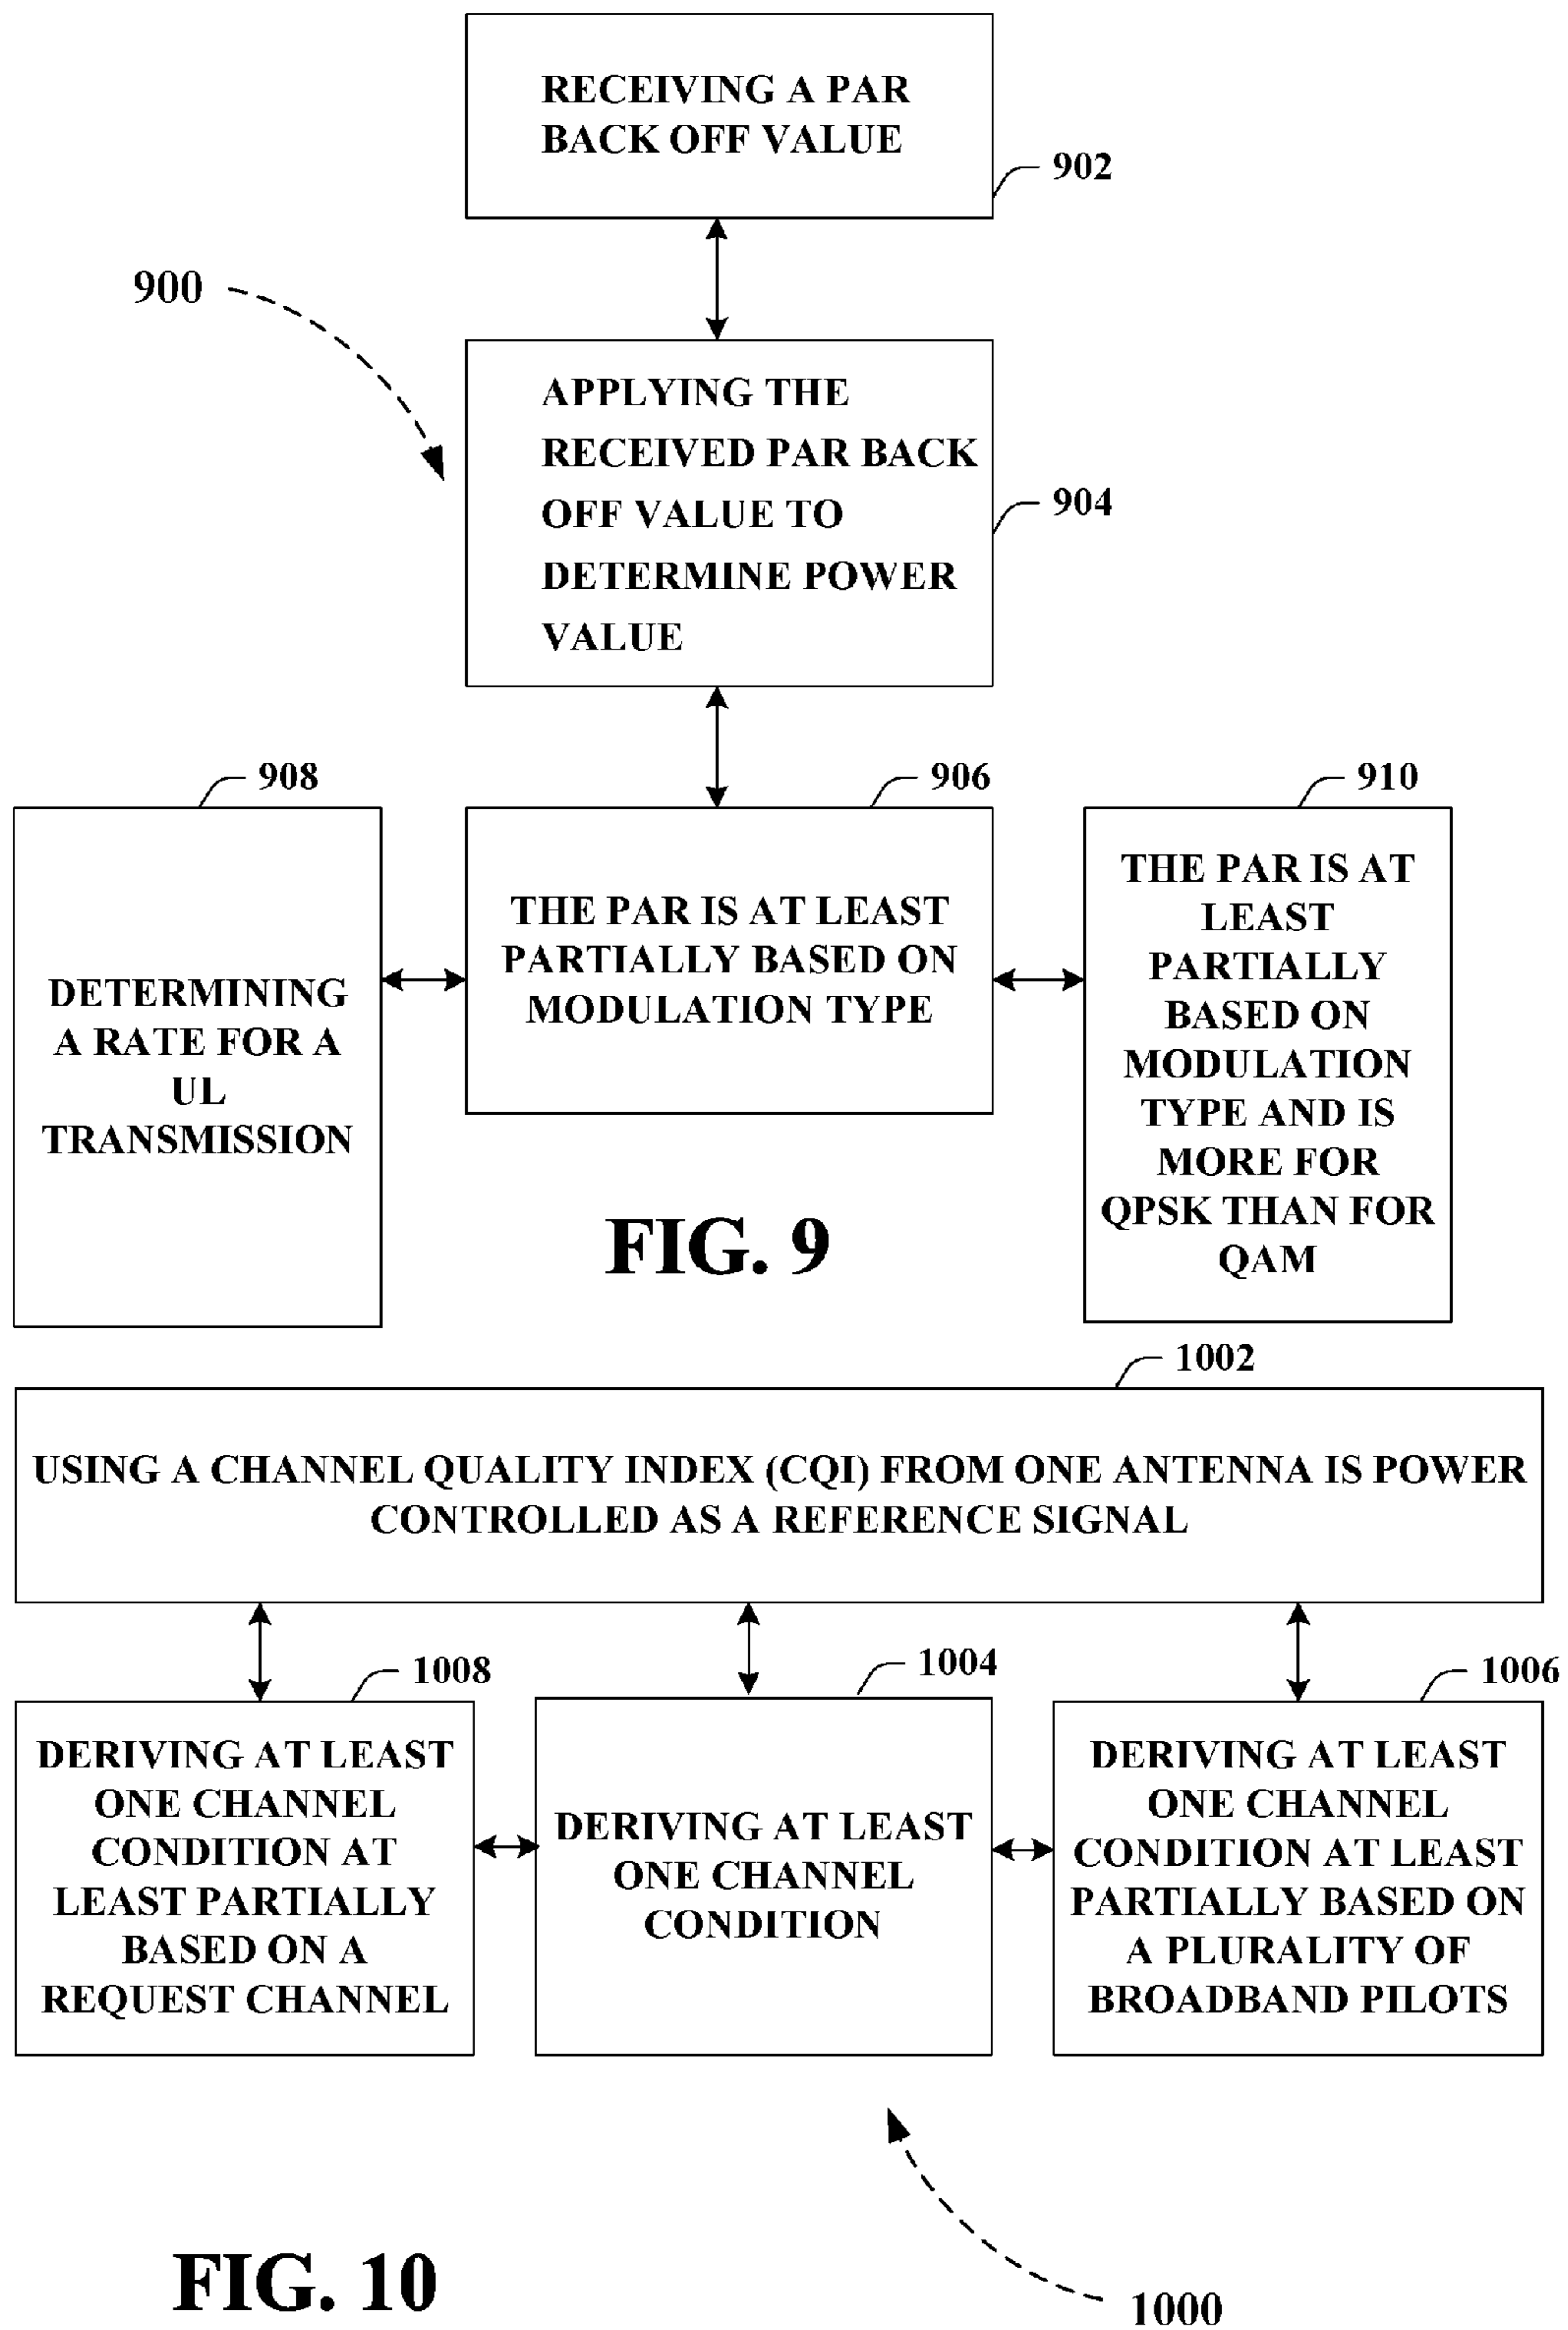 RECEIVING A PAR
BACK OFF VALUE
902
900
APPLYING THE
RECEIVED PAR BACK
OFF VALUE TO
DETERMINE POWER
VALUE
904
908
906
910
DETERMINING
A RATE FOR A
UL
TRANSMISSION
THE PAR IS AT LEAST
PARTIALLY BASED ON
MODULATION TYPE
THE PAR IS AT
LEAST
PARTIALLY
BASED ON
MODULATION
TYPE AND IS
MORE FOR
QPSK THAN FOR
QAM
FIG. 9
1002
USING A CHANNEL QUALITY INDEX (CQI) FROM ONE ANTENNA IS POWER
CONTROLLED AS A REFERENCE SIGNAL
1008
1004
1006
DERIVING AT LEAST
ONE CHANNEL
CONDITION AT
LEAST PARTIALLY
BASED ON A
REQUEST CHANNEL
DERIVING AT LEAST
ONE CHANNEL
CONDITION
DERIVING AT LEAST
ONE CHANNEL
CONDITION AT LEAST
PARTIALLY BASED ON
A PLURALITY OF
BROADBAND PILOTS
FIG. 10
1000